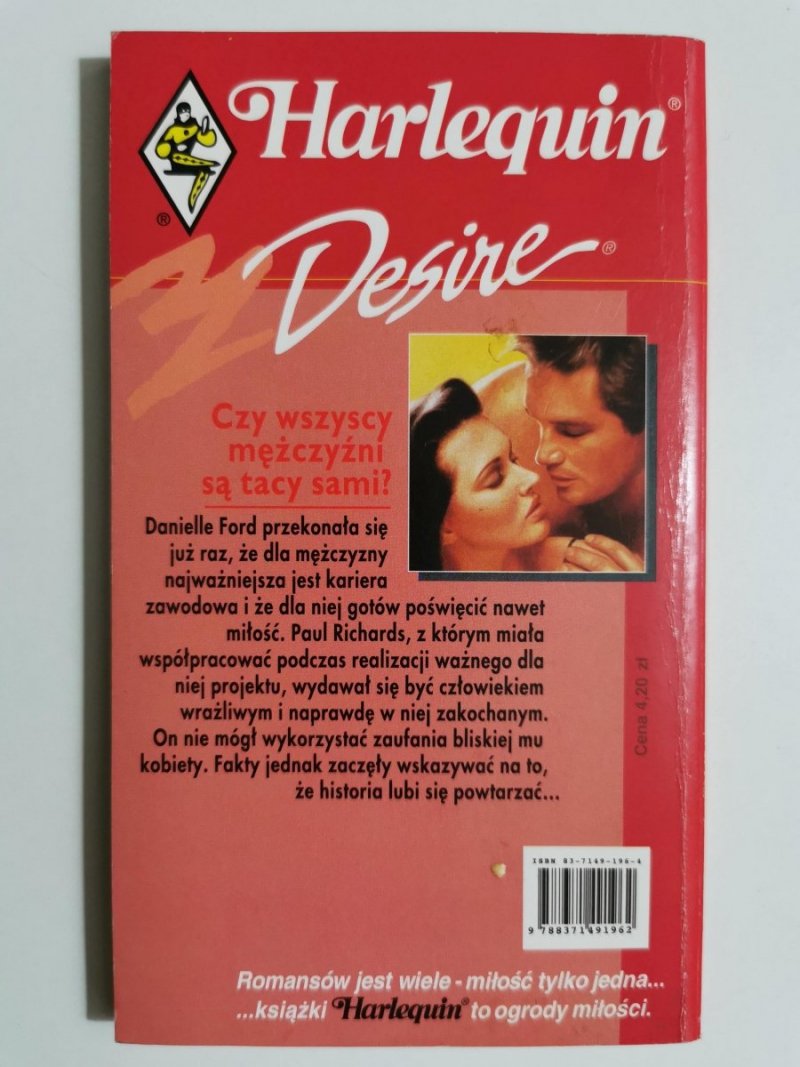 Harlequin®
®
Desire®
Czy wszyscy
mężczyźni
są tacy sami?
Danielle Ford przekonała się
już raz, że dla mężczyzny
najważniejsza jest kariera
zawodowa i że dla niej gotów poświęcić nawet
miłość. Paul Richards, z którym miała
współpracować podczas realizacji ważnego dla
niej projektu, wydawał się być człowiekiem
wrażliwym i naprawdę w niej zakochanym.
On nie mógł wykorzystać zaufania bliskiej mu
kobiety. Fakty jednak zaczęły wskazywać na to,
że historia lubi się powtarzać...
Cena 4,20 zł
ISBN 83-7149-196-4
9 788371491962
Romansów jest wiele - miłość tylko jedna...
...książki Harlequin® to ogrody miłości.